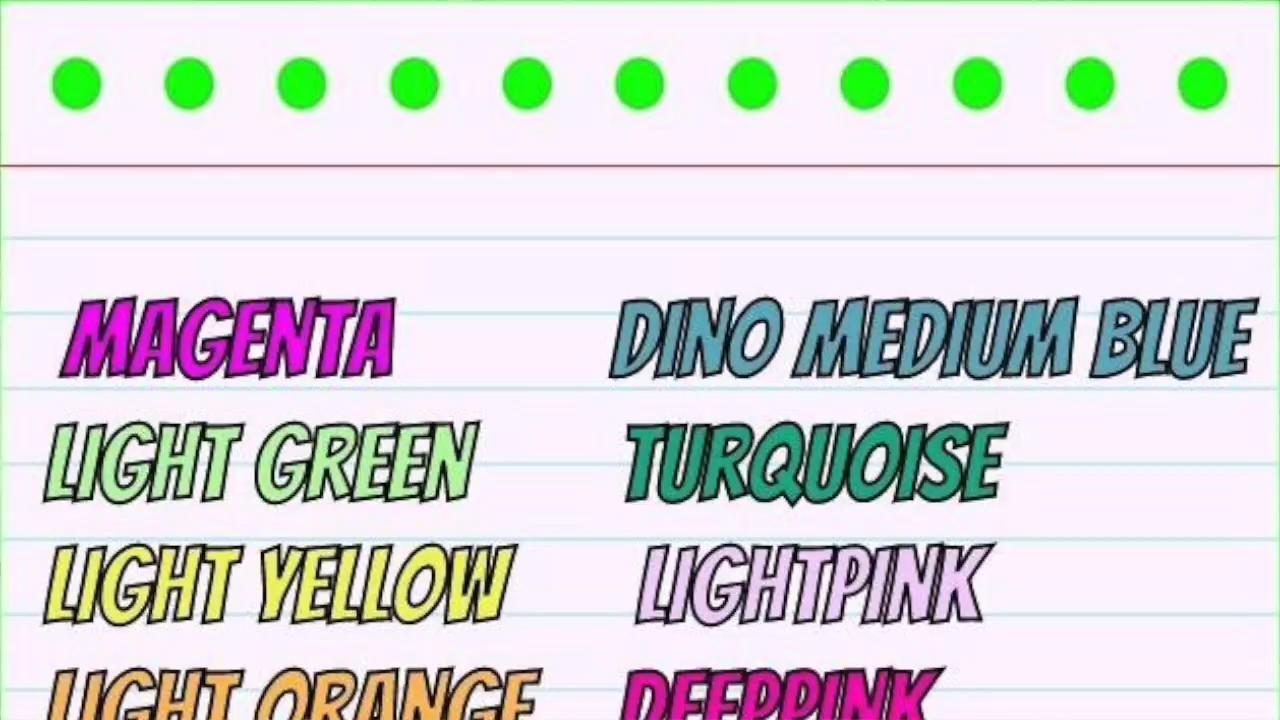 MAGENTA
LIGHT GREEN
LIGHT YELLOW
LIGHT ORANGE
DINO MEDIUM BLUE
TURQUOISE
LIGHTPINK
DEEPPINK